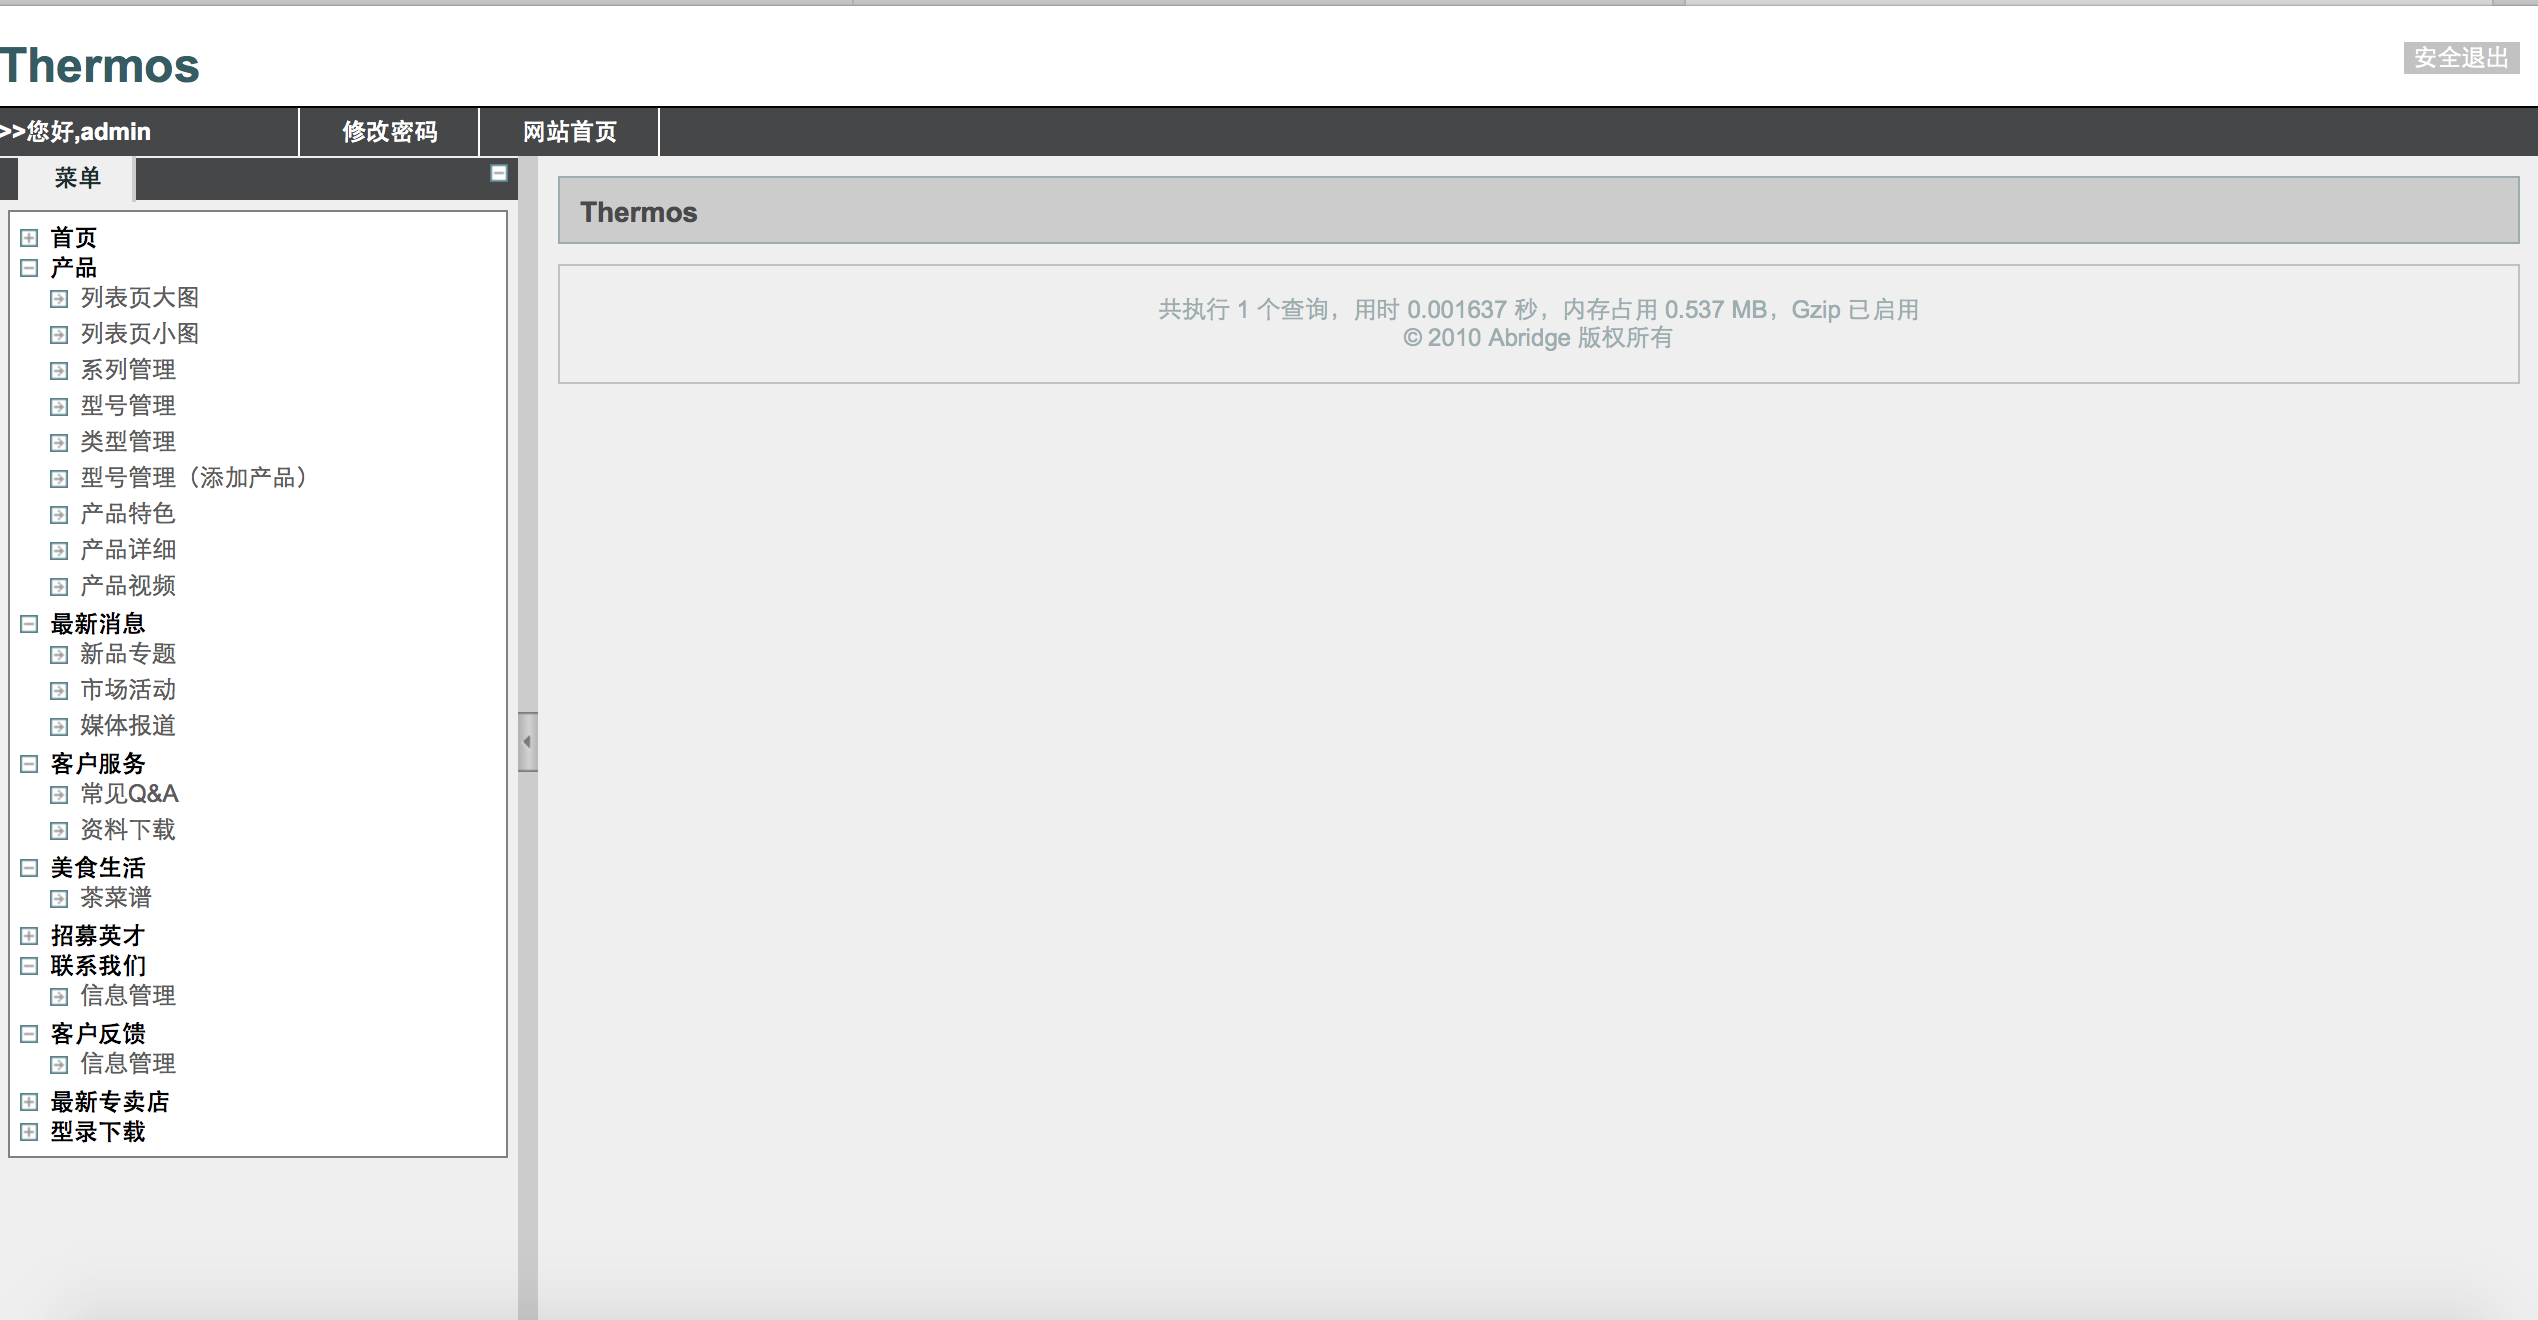 Thermos
安全退出
>>您好,admin 修改密码 网站首页
菜单
首页
产品
列表页大图
列表页小图
系列管理
型号管理
类型管理
型号管理（添加产品）
产品特色
产品详细
产品视频
最新消息
新品专题
市场活动
媒体报道
客户服务
常见Q&A
资料下载
美食生活
茶菜谱
招募英才
联系我们
信息管理
客户反馈
信息管理
最新专卖店
型录下载
Thermos
共执行 1 个查询，用时 0.001637 秒，内存占用 0.537 MB，Gzip 已启用
© 2010 Abridge 版权所有